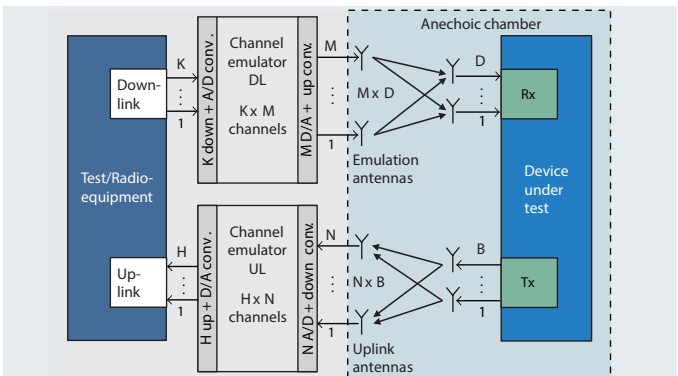 Anechoic chamber
Test/Radio-
equipment
Down-
link
K
1
K down + A/D conv.
Channel
emulator
DL
K x M
channels
M D/A + up conv.
M
1
Emulation
antennas
M x D
D
1
Rx
Device
under
test
Up-
link
H
1
H up + D/A conv.
Channel
emulator
UL
H x N
channels
N A/D + down conv.
N
1
Uplink
antennas
N x B
B
1
Tx